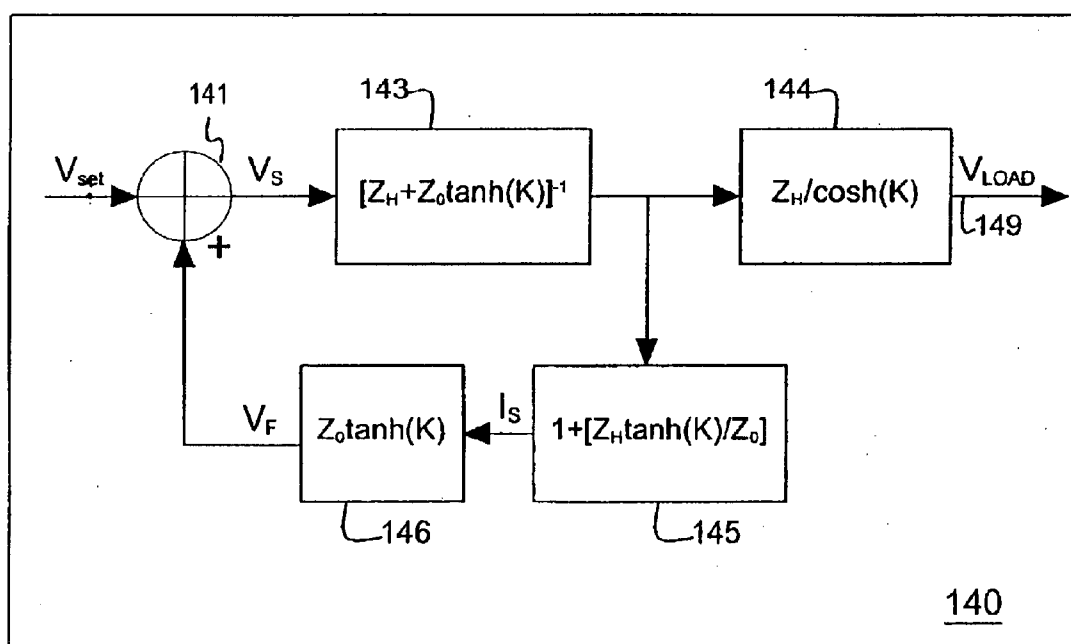 141
143
144
V_set
V_S
[Z_H+Z_0tanh(K)]^-1
Z_H/cosh(K)
V_LOAD
149
+
V_F
Z_0tanh(K)
I_S
1+[Z_Htanh(K)/Z_0]
146
145
140